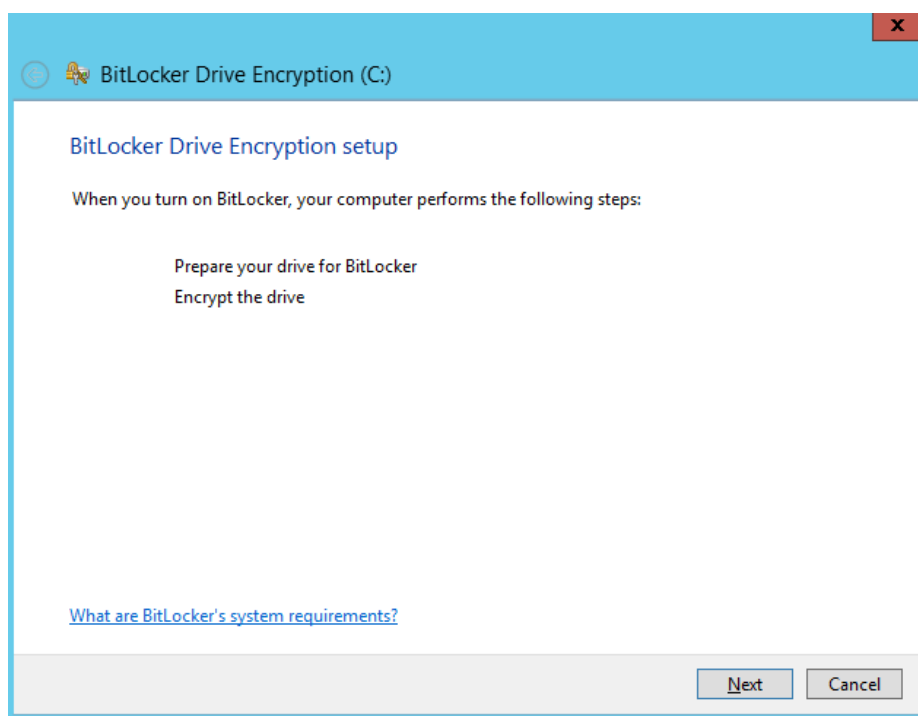 x
BitLocker Drive Encryption (C:)
BitLocker Drive Encryption setup
When you turn on BitLocker, your computer performs the following steps:
Prepare your drive for BitLocker
Encrypt the drive
What are BitLocker's system requirements?
Next Cancel